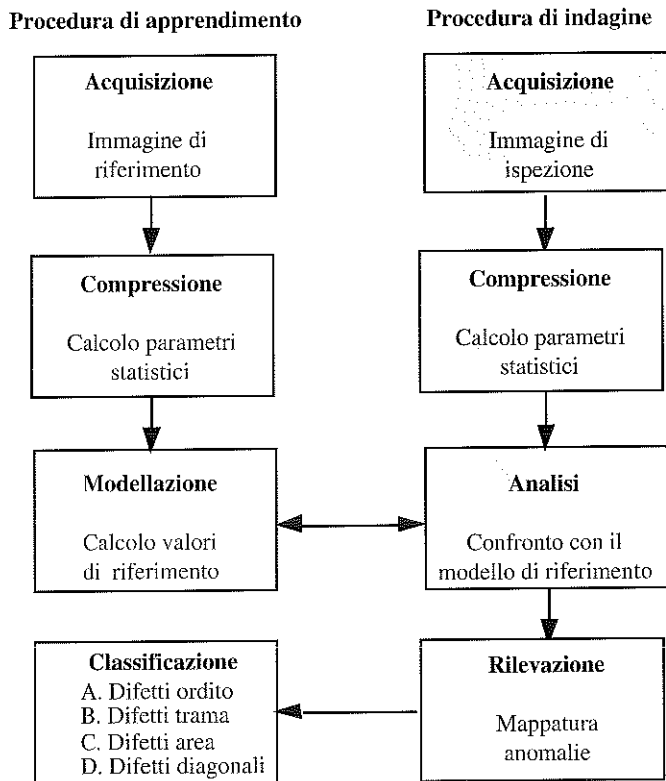 Procedura di apprendimento
Acquisizione
Immagine di
riferimento
Compressione
Calcolo parametri
statistici
Modellazione
Calcolo valori
di riferimento
Classificazione
A. Difetti ordito
B. Difetti trama
C. Difetti area
D. Difetti diagonali
Procedura di indagine
Acquisizione
Immagine di
ispezione
Compressione
Calcolo parametri
statistici
Analisi
Confronto con il
modello di riferimento
Rilevazione
Mappatura
anomalie